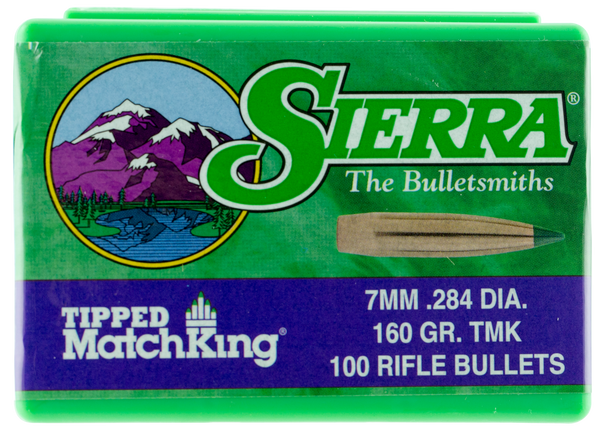 SIERRA®
The Bulletsmiths
TIPPED
MatchKing®
7MM .284 DIA.
160 GR. TMK
100 RIFLE BULLETS